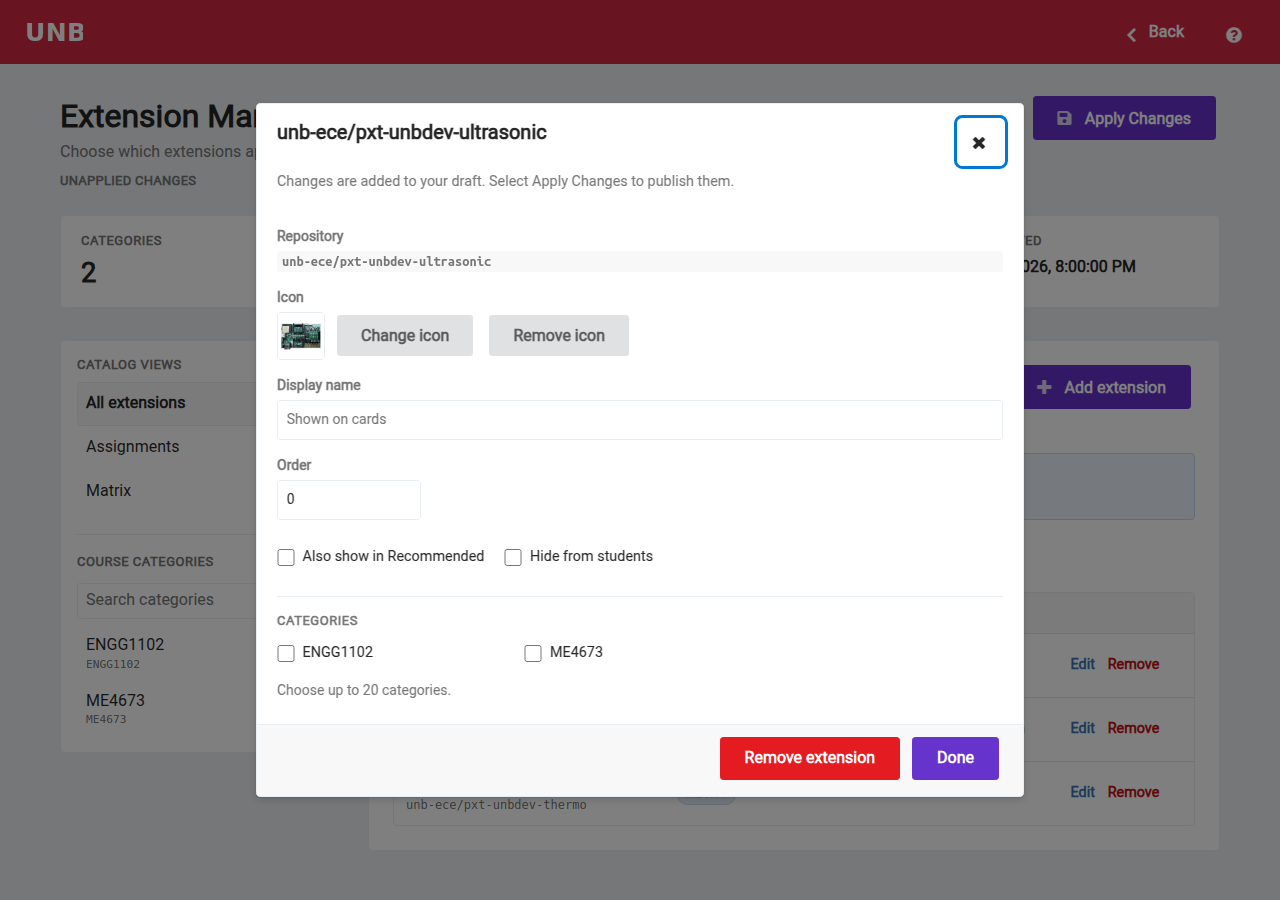 UNB
Back
Extension Ma
Choose which extensions a
UNAPPLIED CHANGES
Apply Changes
CATEGORIES
2
026, 8:00:00 PM
CATALOG VIEWS
All extensions
Assignments
Matrix
COURSE CATEGORIES
Search categories
ENGG1102
ENGG1102
ME4673
ME4673
Add extension
Edit Remove
Edit Remove
Edit Remove
unb-ece/pxt-unbdev-thermo
unb-ece/pxt-unbdev-ultrasonic
Changes are added to your draft. Select Apply Changes to publish them.
Repository
unb-ece/pxt-unbdev-ultrasonic
Icon
Change icon
Remove icon
Display name
Shown on cards
Order
0
Also show in Recommended
Hide from students
CATEGORIES
ENGG1102
ME4673
Choose up to 20 categories.
Remove extension
Done